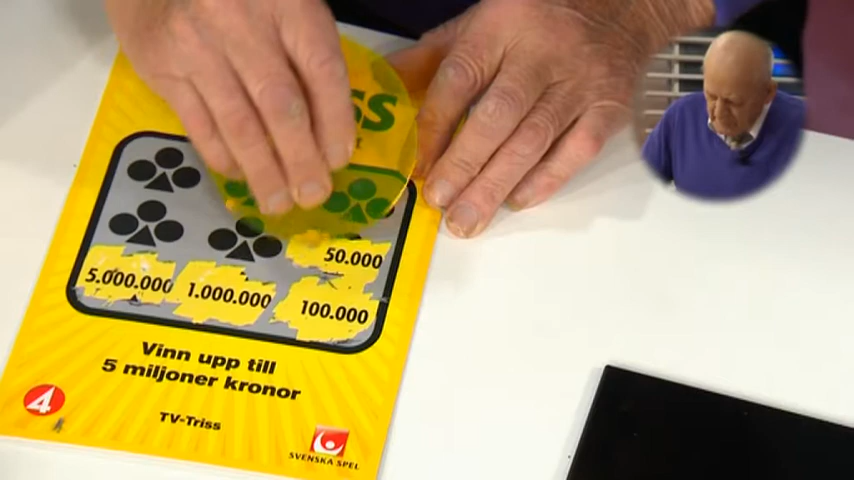 ss
50.000
5.000.000 1.000.000 100.000
Vinn upp till
5 miljoner kronor
4
TV-Triss
SVENSKA SPEL